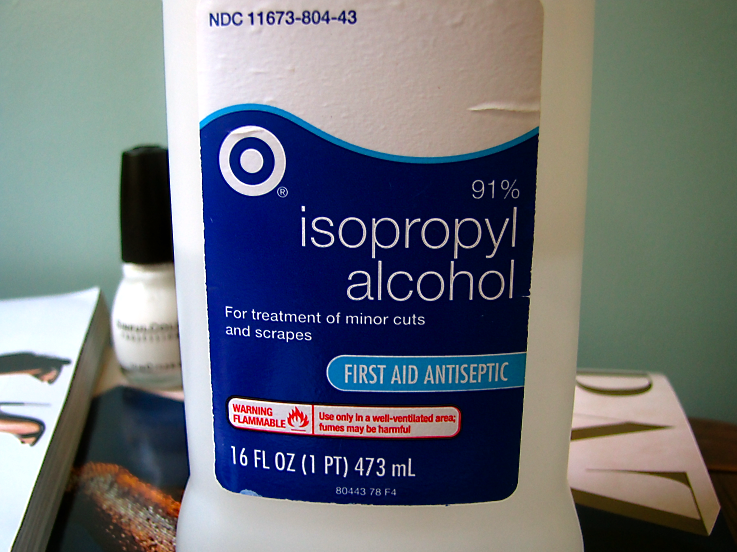 NDC 11673-804-43
®
91%
isopropyl
alcohol
For treatment of minor cuts
and scrapes
FIRST AID ANTISEPTIC
WARNING
FLAMMABLE
Use only in a well-ventilated area;
fumes may be harmful
16 FL OZ (1 PT) 473 mL
80443 78 F4